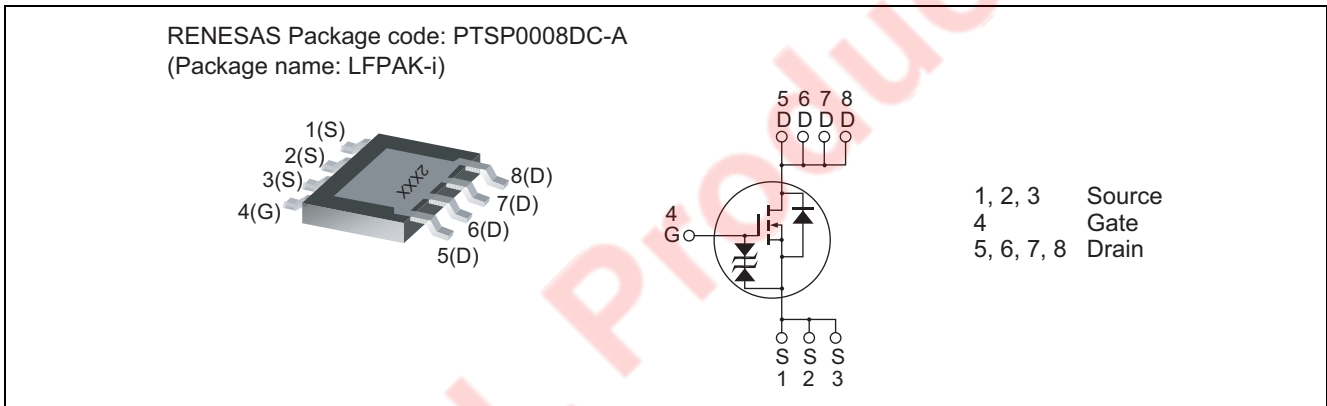 RENESAS Package code: PTSP0008DC-A
(Package name: LFPAK-i)
1(S)
2(S)
3(S)
4(G)
2XXX
8(D)
7(D)
6(D)
5(D)
5 6 7 8
D D D D
4
G
S S S
1 2 3
1, 2, 3 Source
4 Gate
5, 6, 7, 8 Drain
Produc